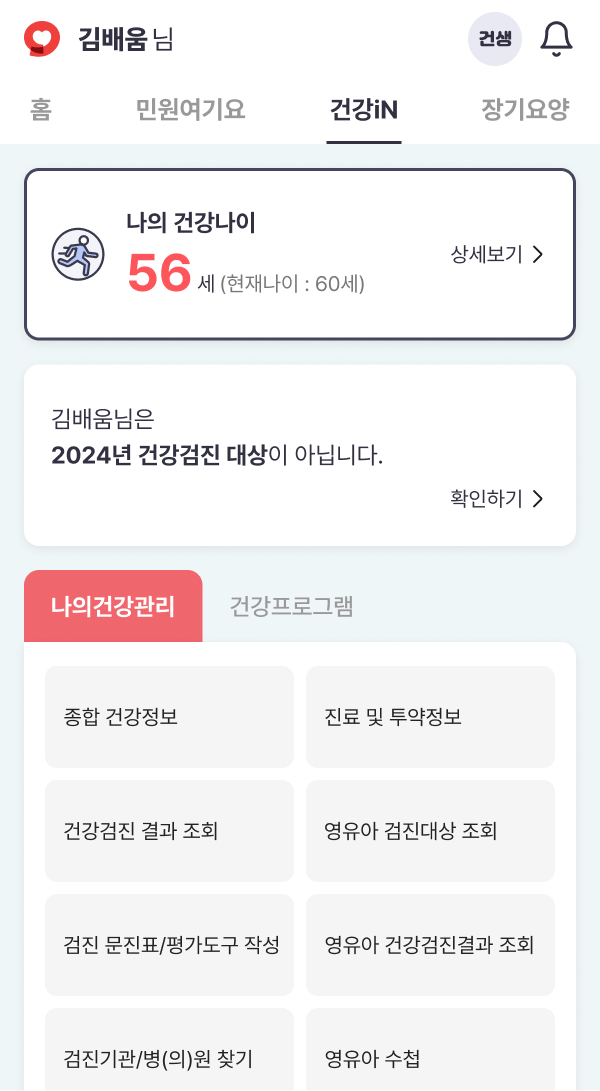 김배움 님
건생
홈 민원여기요 건강iN 장기요양
나의 건강나이
56 세 (현재나이 : 60세)
상세보기
김배움님은
2024년 건강검진 대상이 아닙니다.
확인하기
나의건강관리 건강프로그램
종합 건강정보 진료 및 투약정보
건강검진 결과 조회 영유아 검진대상 조회
검진 문진표/평가도구 작성 영유아 건강검진결과 조회
검진기관/병(의)원 찾기 영유아 수첩